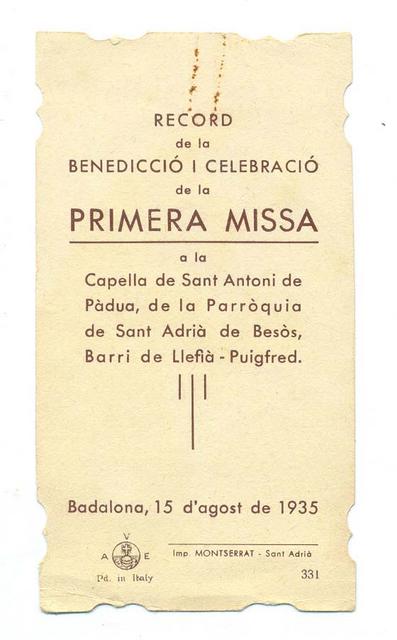 RECORD
de la
BENEDICCIÓ I CELEBRACIÓ
de la
PRIMERA MISSA
a la
Capella de Sant Antoni de
Pàdua, de la Parròquia
de Sant Adrià de Besòs,
Barri de Llefià - Puigfred.
Badalona, 15 d'agost de 1935
A V E
Pd. in Italy
Imp. MONTSERRAT - Sant Adrià
331